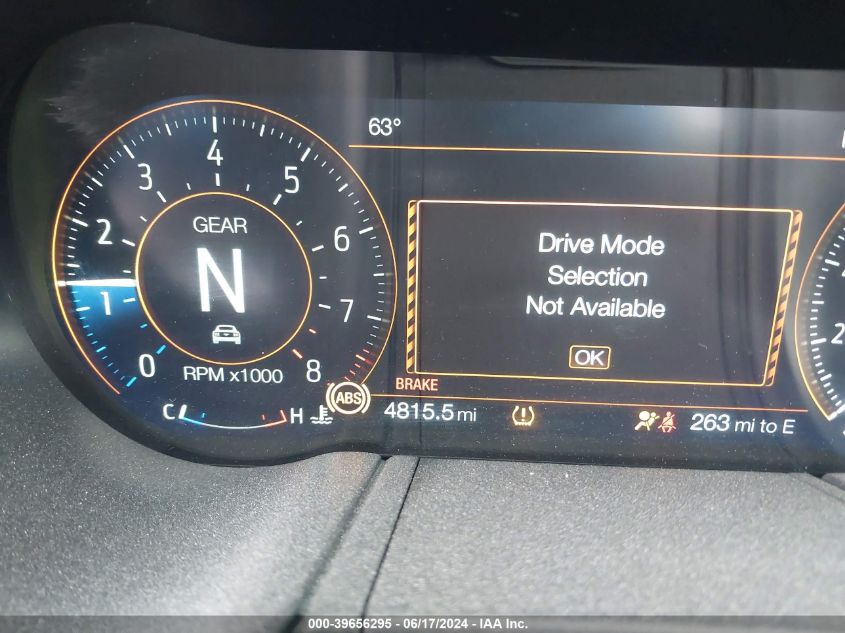 63°
4
3
5
GEAR
2
6
N
1
7
0
8
RPM x1000
C
H
ABS
BRAKE
4815.5 mi
Drive Mode
Selection
Not Available
OK
263 mi to E
2
000-39656295 - 06/17/2024 - IAA Inc.